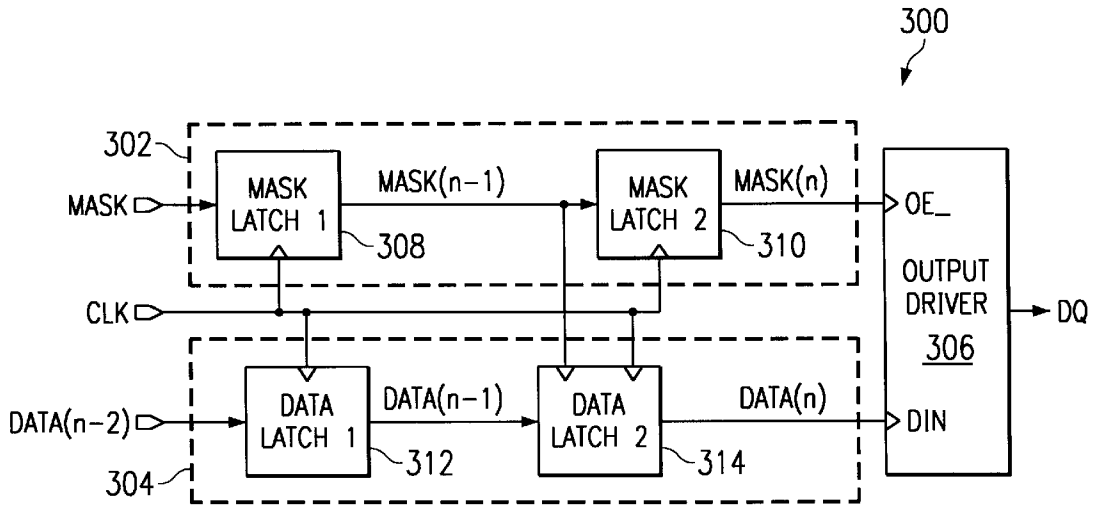 300
302
MASK
MASK
LATCH 1
308
MASK(n-1)
MASK
LATCH 2
310
MASK(n)
OE_
OUTPUT
DRIVER
306
DQ
CLK
DATA(n-2)
DATA
LATCH 1
312
DATA(n-1)
DATA
LATCH 2
314
DATA(n)
DIN
304